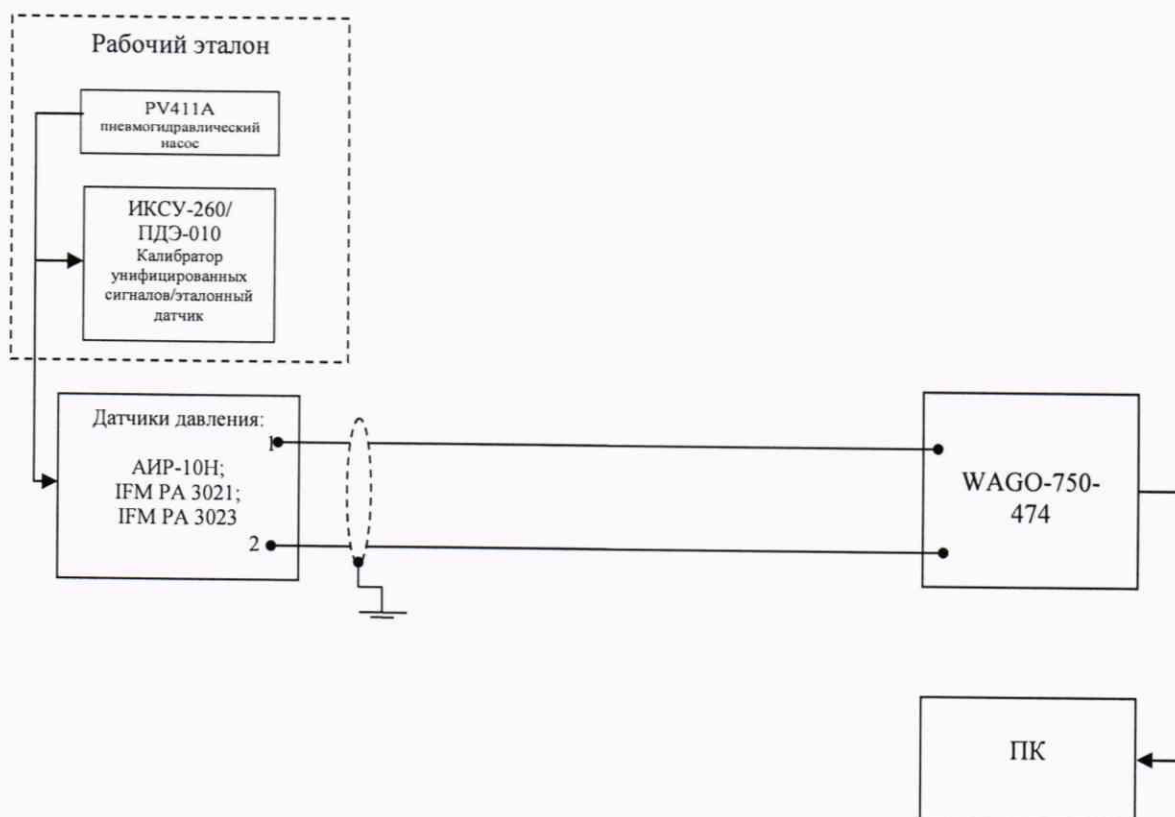 Рабочий эталон
PV411A
пневмогидравлический
насос
ИКСУ-260/
ПДЭ-010
Калибратор
унифицированных
сигналов/эталонный
датчик
Датчики давления:
1
АИР-10Н;
IFM PA 3021;
IFM PA 3023
2
WAGO-750-
474
ПК